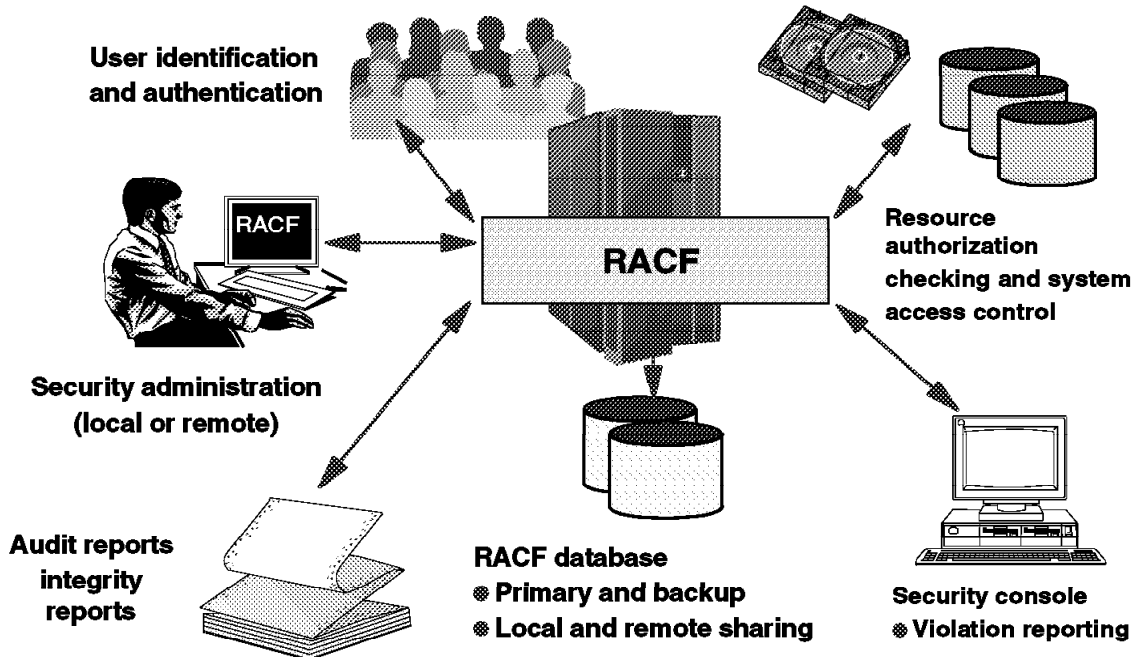 User identification
and authentication
RACF
RACF
Resource
authorization
checking and system
access control
Security administration
(local or remote)
Audit reports
integrity
reports
RACF database
Primary and backup
Local and remote sharing
Security console
Violation reporting